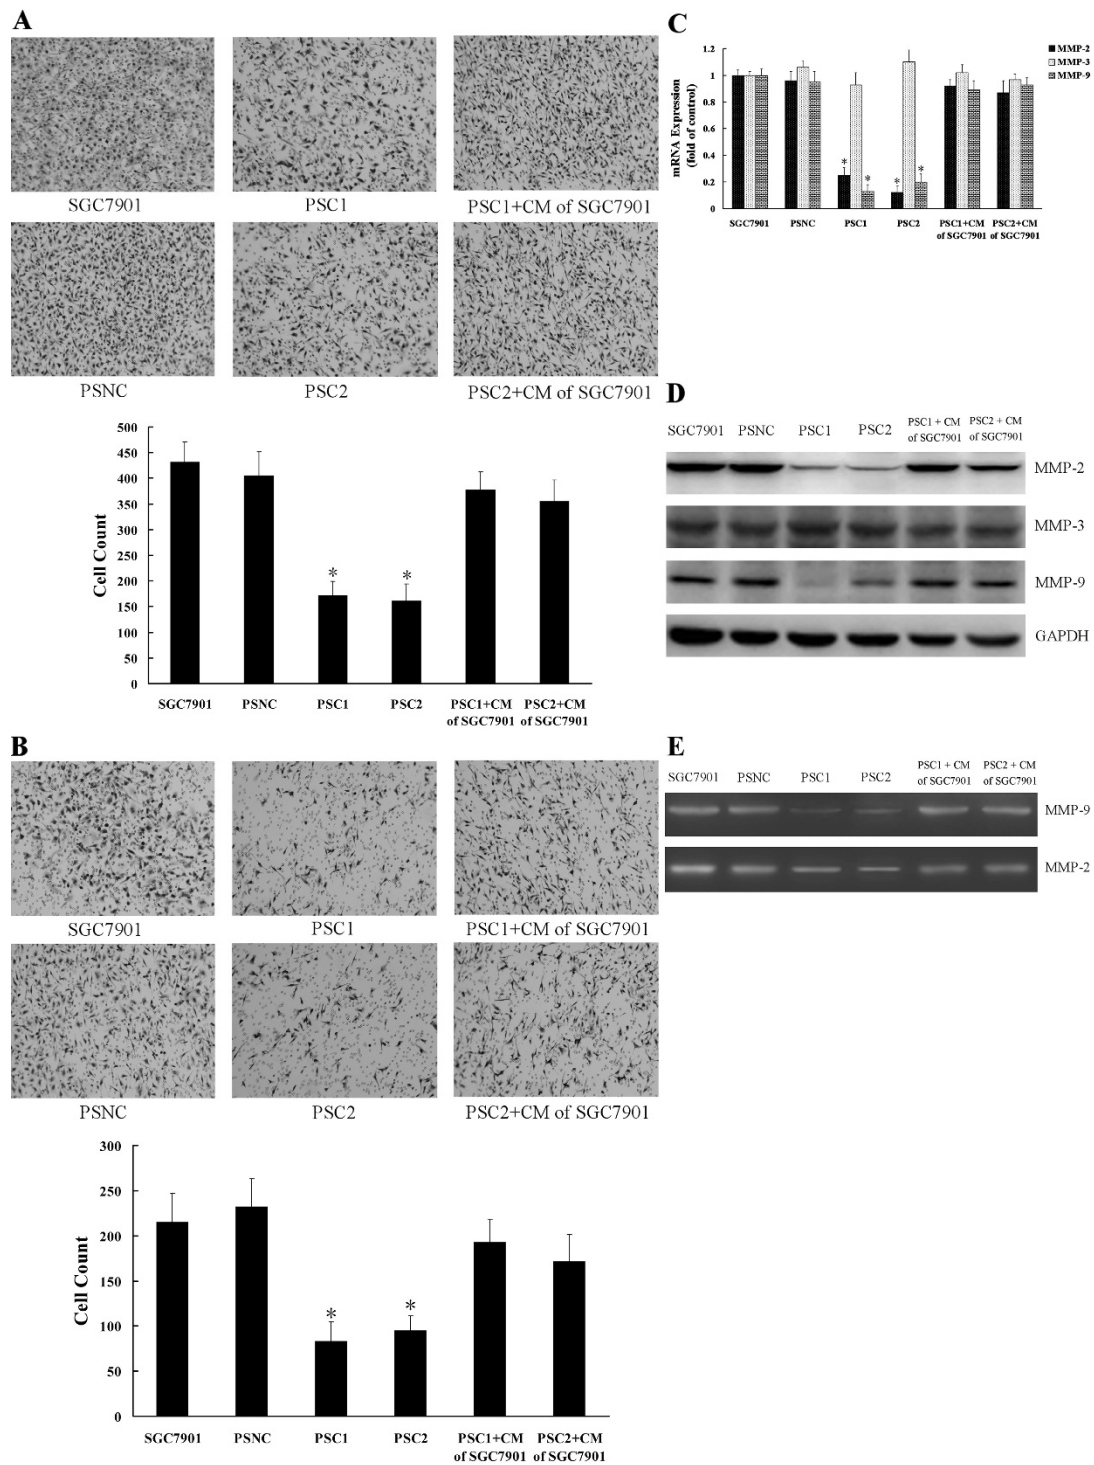 A
SGC7901
PSC1
PSC1+CM of SGC7901
PSNC
PSC2
PSC2+CM of SGC7901
500
450
400
350
300
250
200
150
100
50
0
Cell Count
*
*
SGC7901
PSNC
PSC1
PSC2
PSC1+CM
of SGC7901
PSC2+CM
of SGC7901
B
SGC7901
PSC1
PSC1+CM of SGC7901
PSNC
PSC2
PSC2+CM of SGC7901
300
250
200
150
100
50
0
Cell Count
*
*
SGC7901
PSNC
PSC1
PSC2
PSC1+CM
of SGC7901
PSC2+CM
of SGC7901
C
MMP-2
MMP-3
MMP-9
1.2
1
0.8
0.6
0.4
0.2
0
mRNA Expression
(fold of control)
*
*
*
*
SGC7901
PSNC
PSC1
PSC2
PSC1+CM
of SGC7901
PSC2+CM
of SGC7901
D
SGC7901
PSNC
PSC1
PSC2
PSC1 + CM
of SGC7901
PSC2 + CM
of SGC7901
MMP-2
MMP-3
MMP-9
GAPDH
E
SGC7901
PSNC
PSC1
PSC2
PSC1 + CM
of SGC7901
PSC2 + CM
of SGC7901
MMP-9
MMP-2